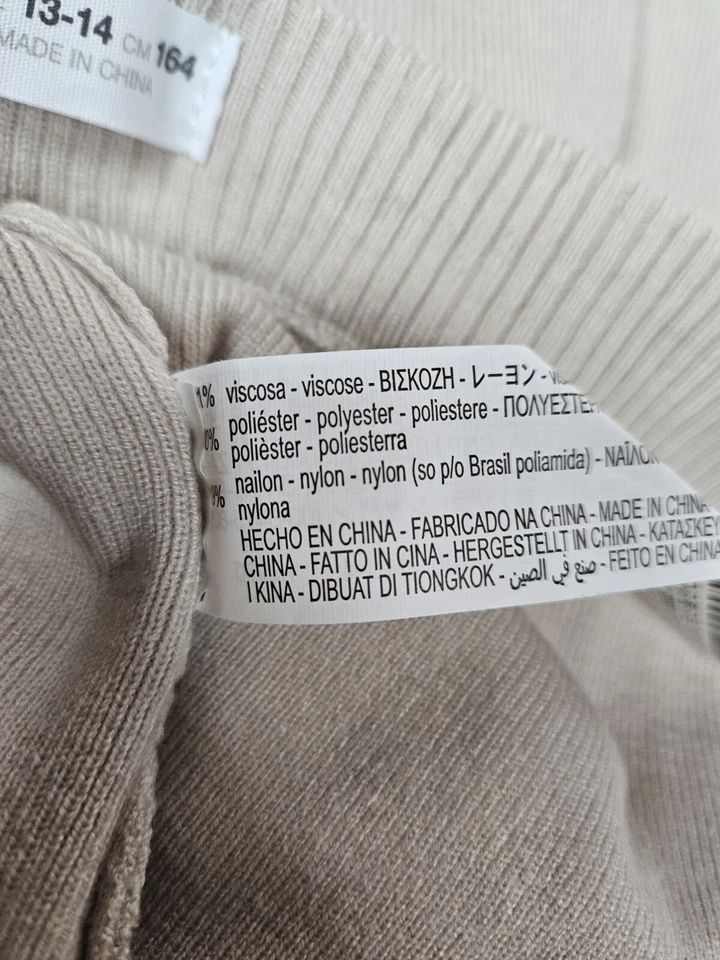 13-14 CM 164
MADE IN CHINA
1% viscosa - viscose - ΒΙΣΚΟΖΗ - レーヨン -
% poliéster - polyester - poliestere - ΠΟΛΥΕΣΤΕΡ
polièster - poliesterra
% nailon - nylon - nylon (so p/o Brasil poliamida) - ΝΑΪΛΟΝ
nylona
HECHO EN CHINA - FABRICADO NA CHINA - MADE IN CHINA
CHINA - FATTO IN CINA - HERGESTELLT IN CHINA - ΚΑΤΑΣΚΕΥ
I KINA - DIBUAT DI TIONGKOK - صنع في الصين - FEITO EN CHINA